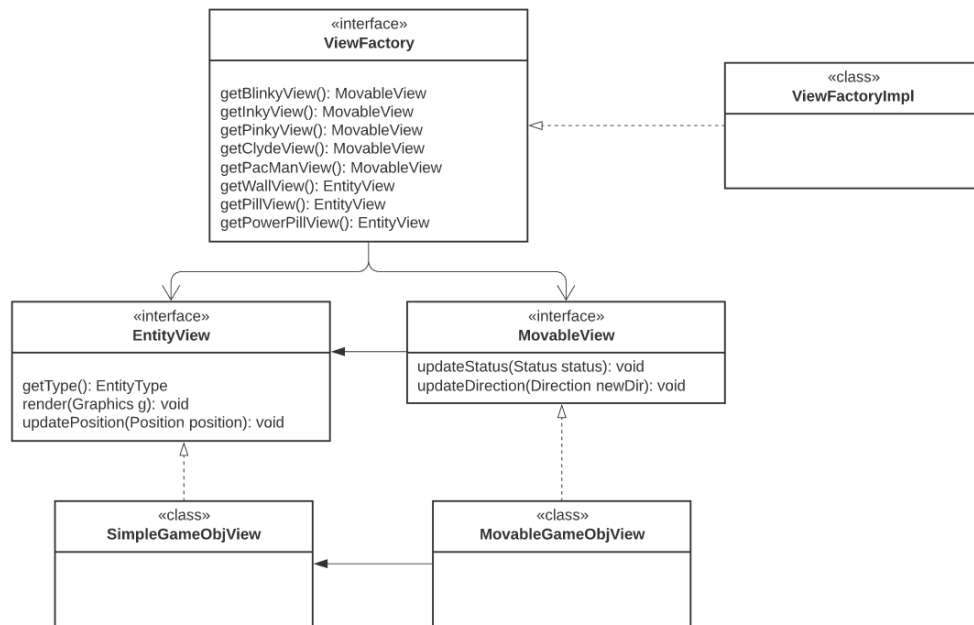 «interface»
ViewFactory
getBlinkyView(): MovableView
getInkyView(): MovableView
getPinkyView(): MovableView
getClydeView(): MovableView
getPacManView(): MovableView
getWallView(): EntityView
getPillView(): EntityView
getPowerPillView(): EntityView
«class»
ViewFactoryImpl
«interface»
EntityView
getType(): EntityType
render(Graphics g): void
updatePosition(Position position): void
«interface»
MovableView
updateStatus(Status status): void
updateDirection(Direction newDir): void
«class»
SimpleGameObjView
«class»
MovableGameObjView